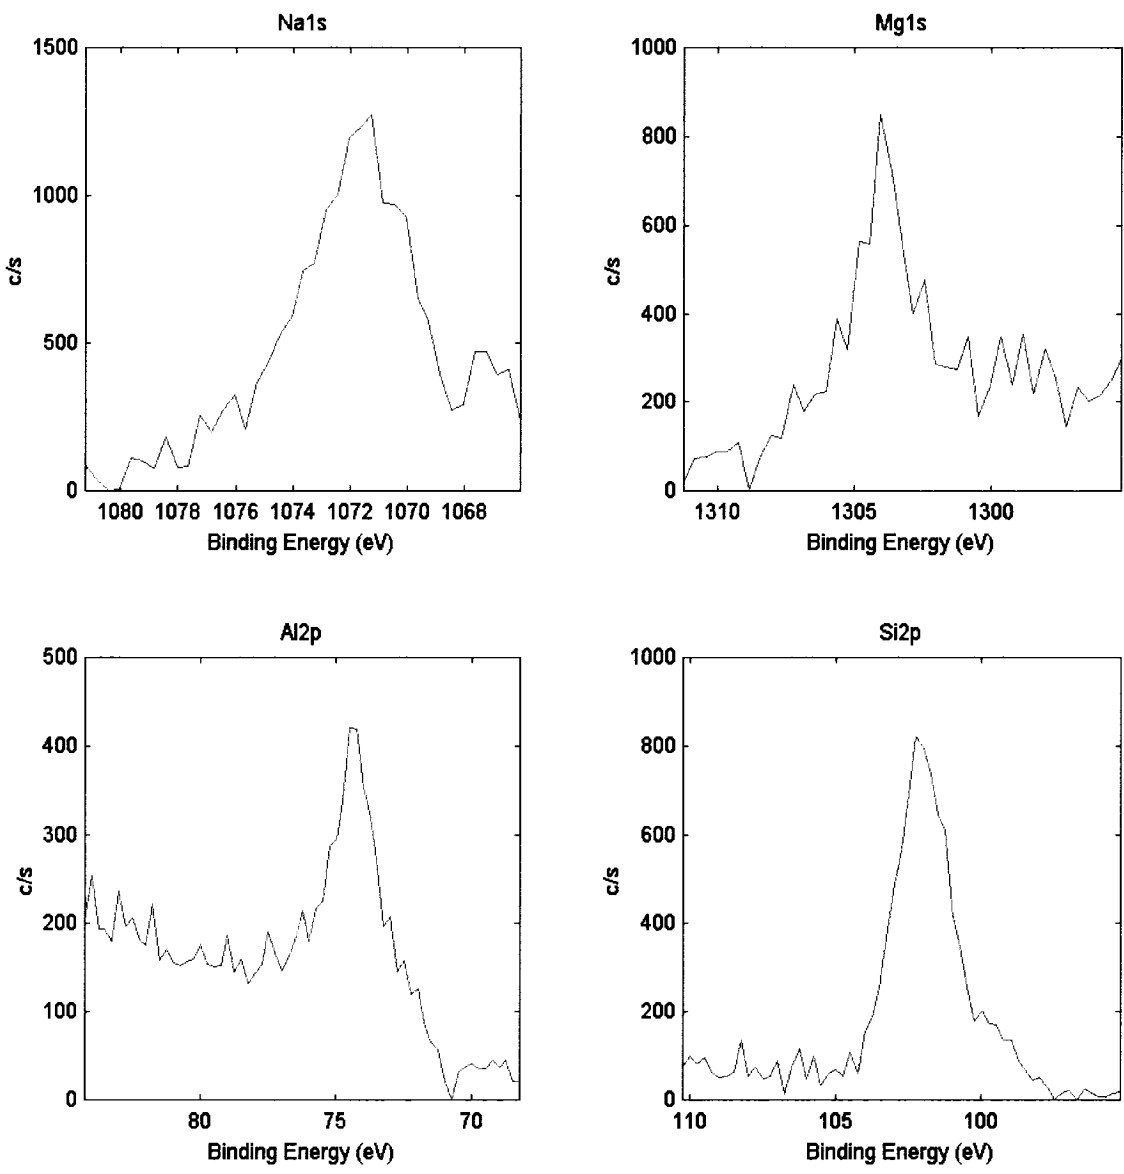 Na1s
1500
1000
500
0
c/s
1080 1078 1076 1074 1072 1070 1068
Binding Energy (eV)
Mg1s
1000
800
600
400
200
0
c/s
1310 1305 1300
Binding Energy (eV)
Al2p
500
400
300
200
100
0
c/s
80 75 70
Binding Energy (eV)
Si2p
1000
800
600
400
200
0
c/s
110 105 100
Binding Energy (eV)